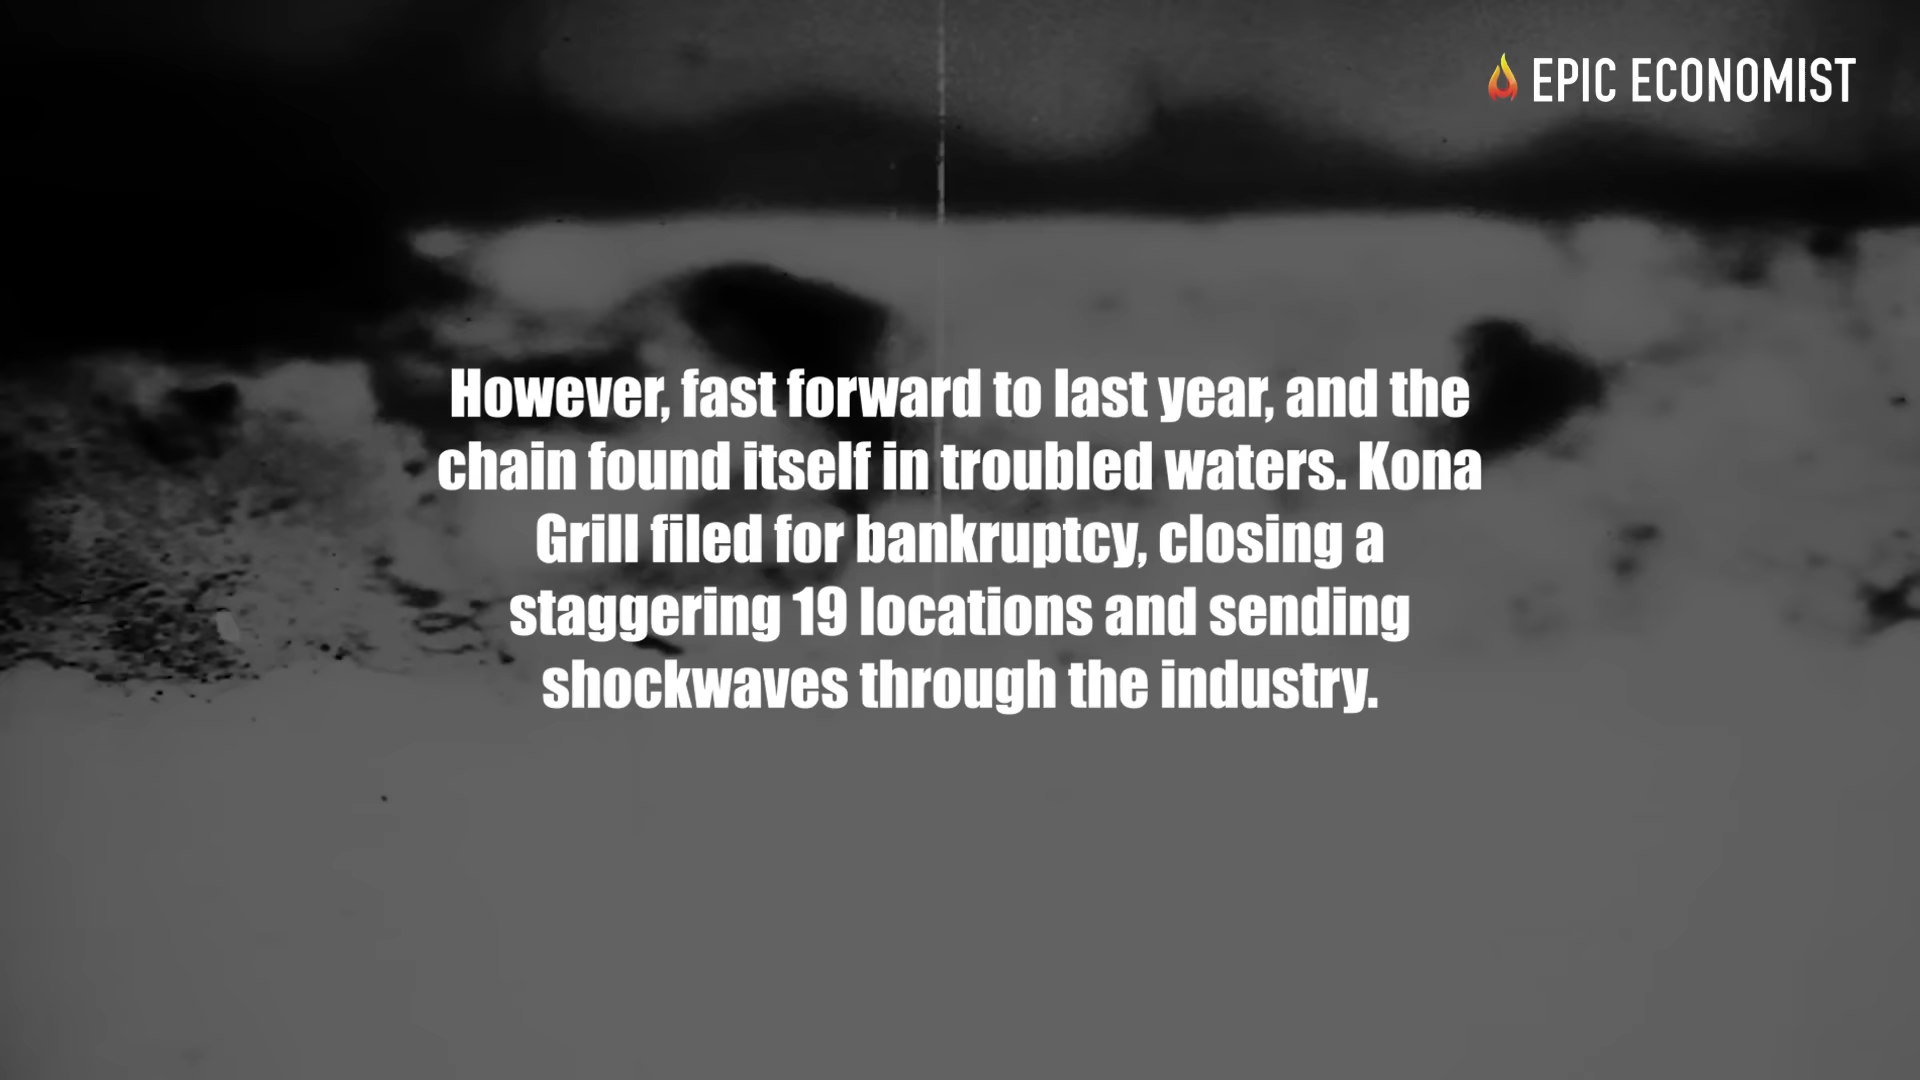 EPIC ECONOMIST
However, fast forward to last year, and the
chain found itself in troubled waters. Kona
Grill filed for bankruptcy, closing a
staggering 19 locations and sending
shockwaves through the industry.